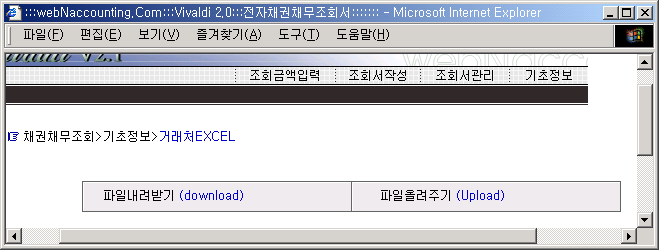 :::webNaccounting,Com:::Vivaldi 2,0:::전자채권채무조회서::::::: - Microsoft Internet Explorer
파일(F) 편집(E) 보기(V) 즐겨찾기(A) 도구(T) 도움말(H)
조회금액입력 조회서작성 조회서관리 기초정보
채권채무조회>기초정보>거래처EXCEL
파일내려받기 (download) 파일올려주기 (Upload)